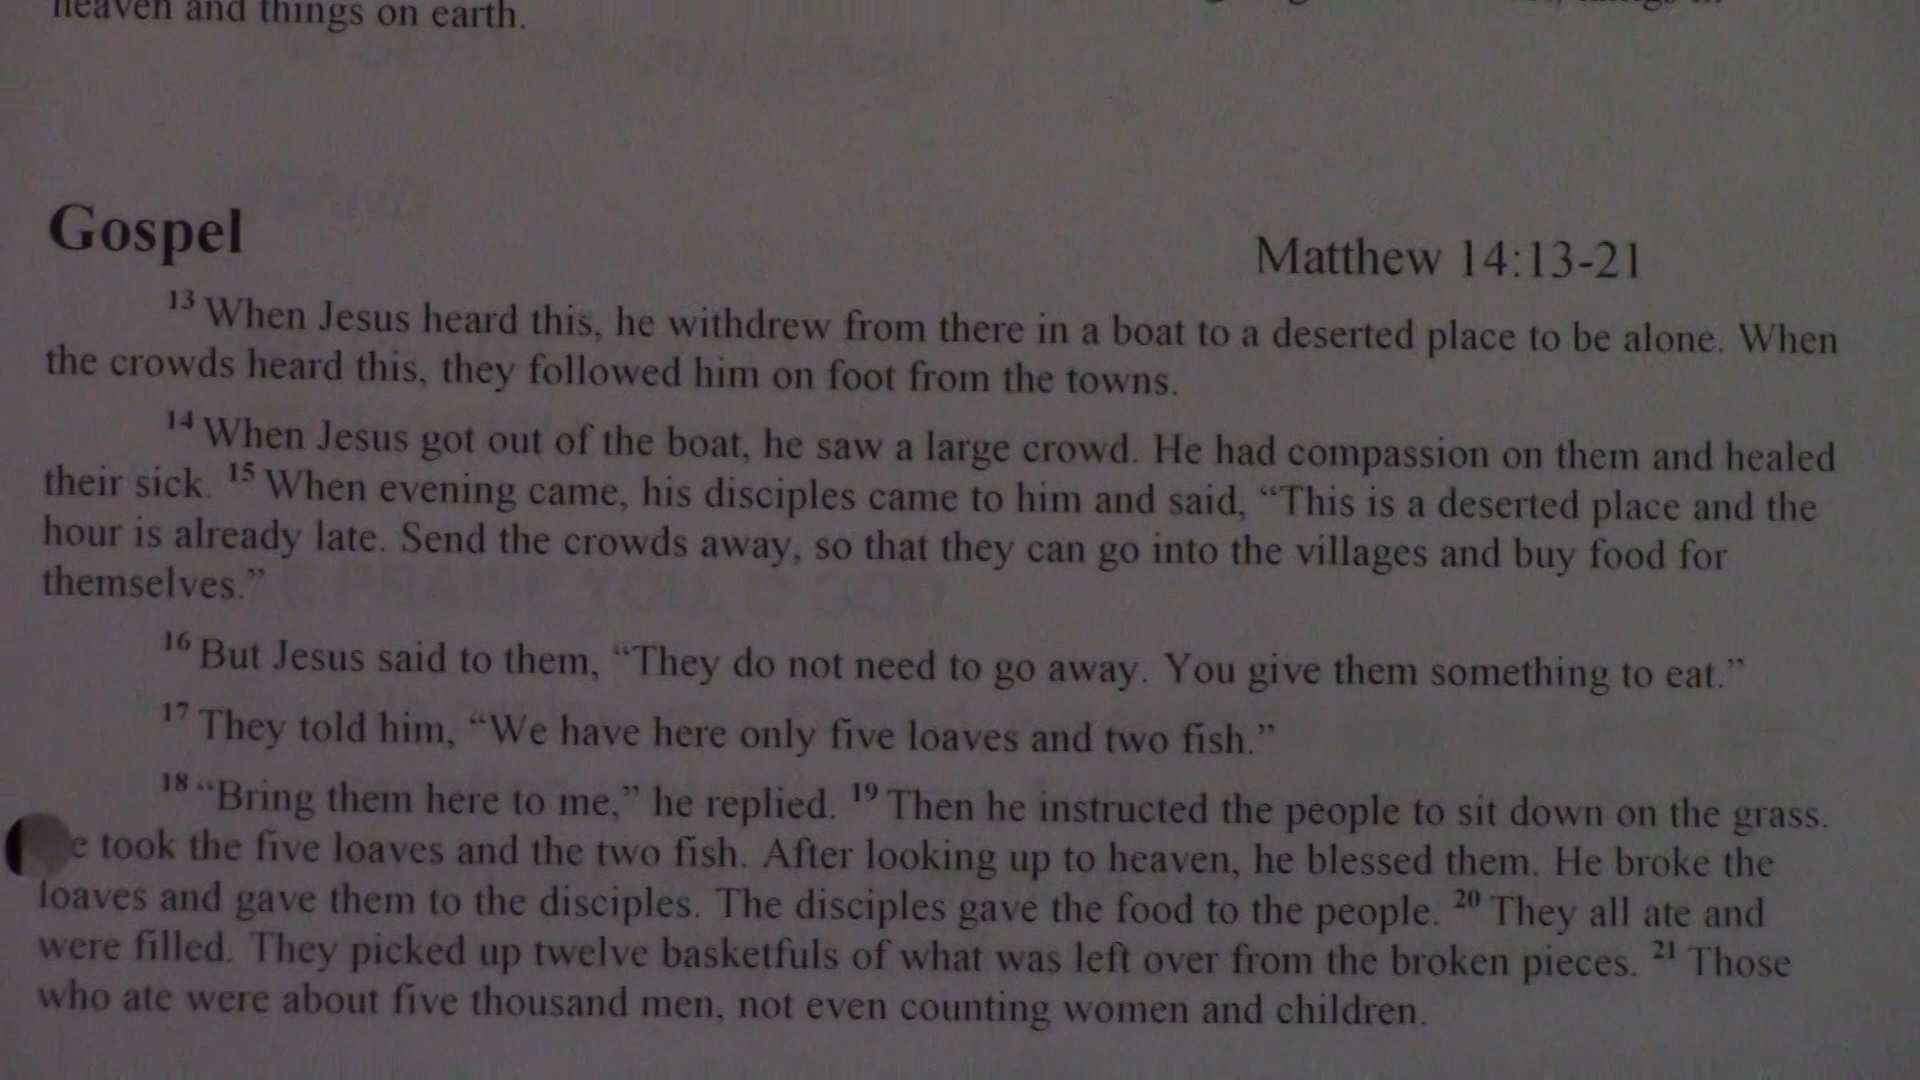 heaven and things on earth.
Gospel
Matthew 14:13-21
13 When Jesus heard this, he withdrew from there in a boat to a deserted place to be alone. When
the crowds heard this, they followed him on foot from the towns.
14 When Jesus got out of the boat, he saw a large crowd. He had compassion on them and healed
their sick. 15 When evening came, his disciples came to him and said, “This is a deserted place and the
hour is already late. Send the crowds away, so that they can go into the villages and buy food for
themselves.”
16 But Jesus said to them, “They do not need to go away. You give them something to eat.”
17 They told him, “We have here only five loaves and two fish.”
18 “Bring them here to me,” he replied. 19 Then he instructed the people to sit down on the grass.
e took the five loaves and the two fish. After looking up to heaven, he blessed them. He broke the
loaves and gave them to the disciples. The disciples gave the food to the people. 20 They all ate and
were filled. They picked up twelve basketfuls of what was left over from the broken pieces. 21 Those
who ate were about five thousand men, not even counting women and children.